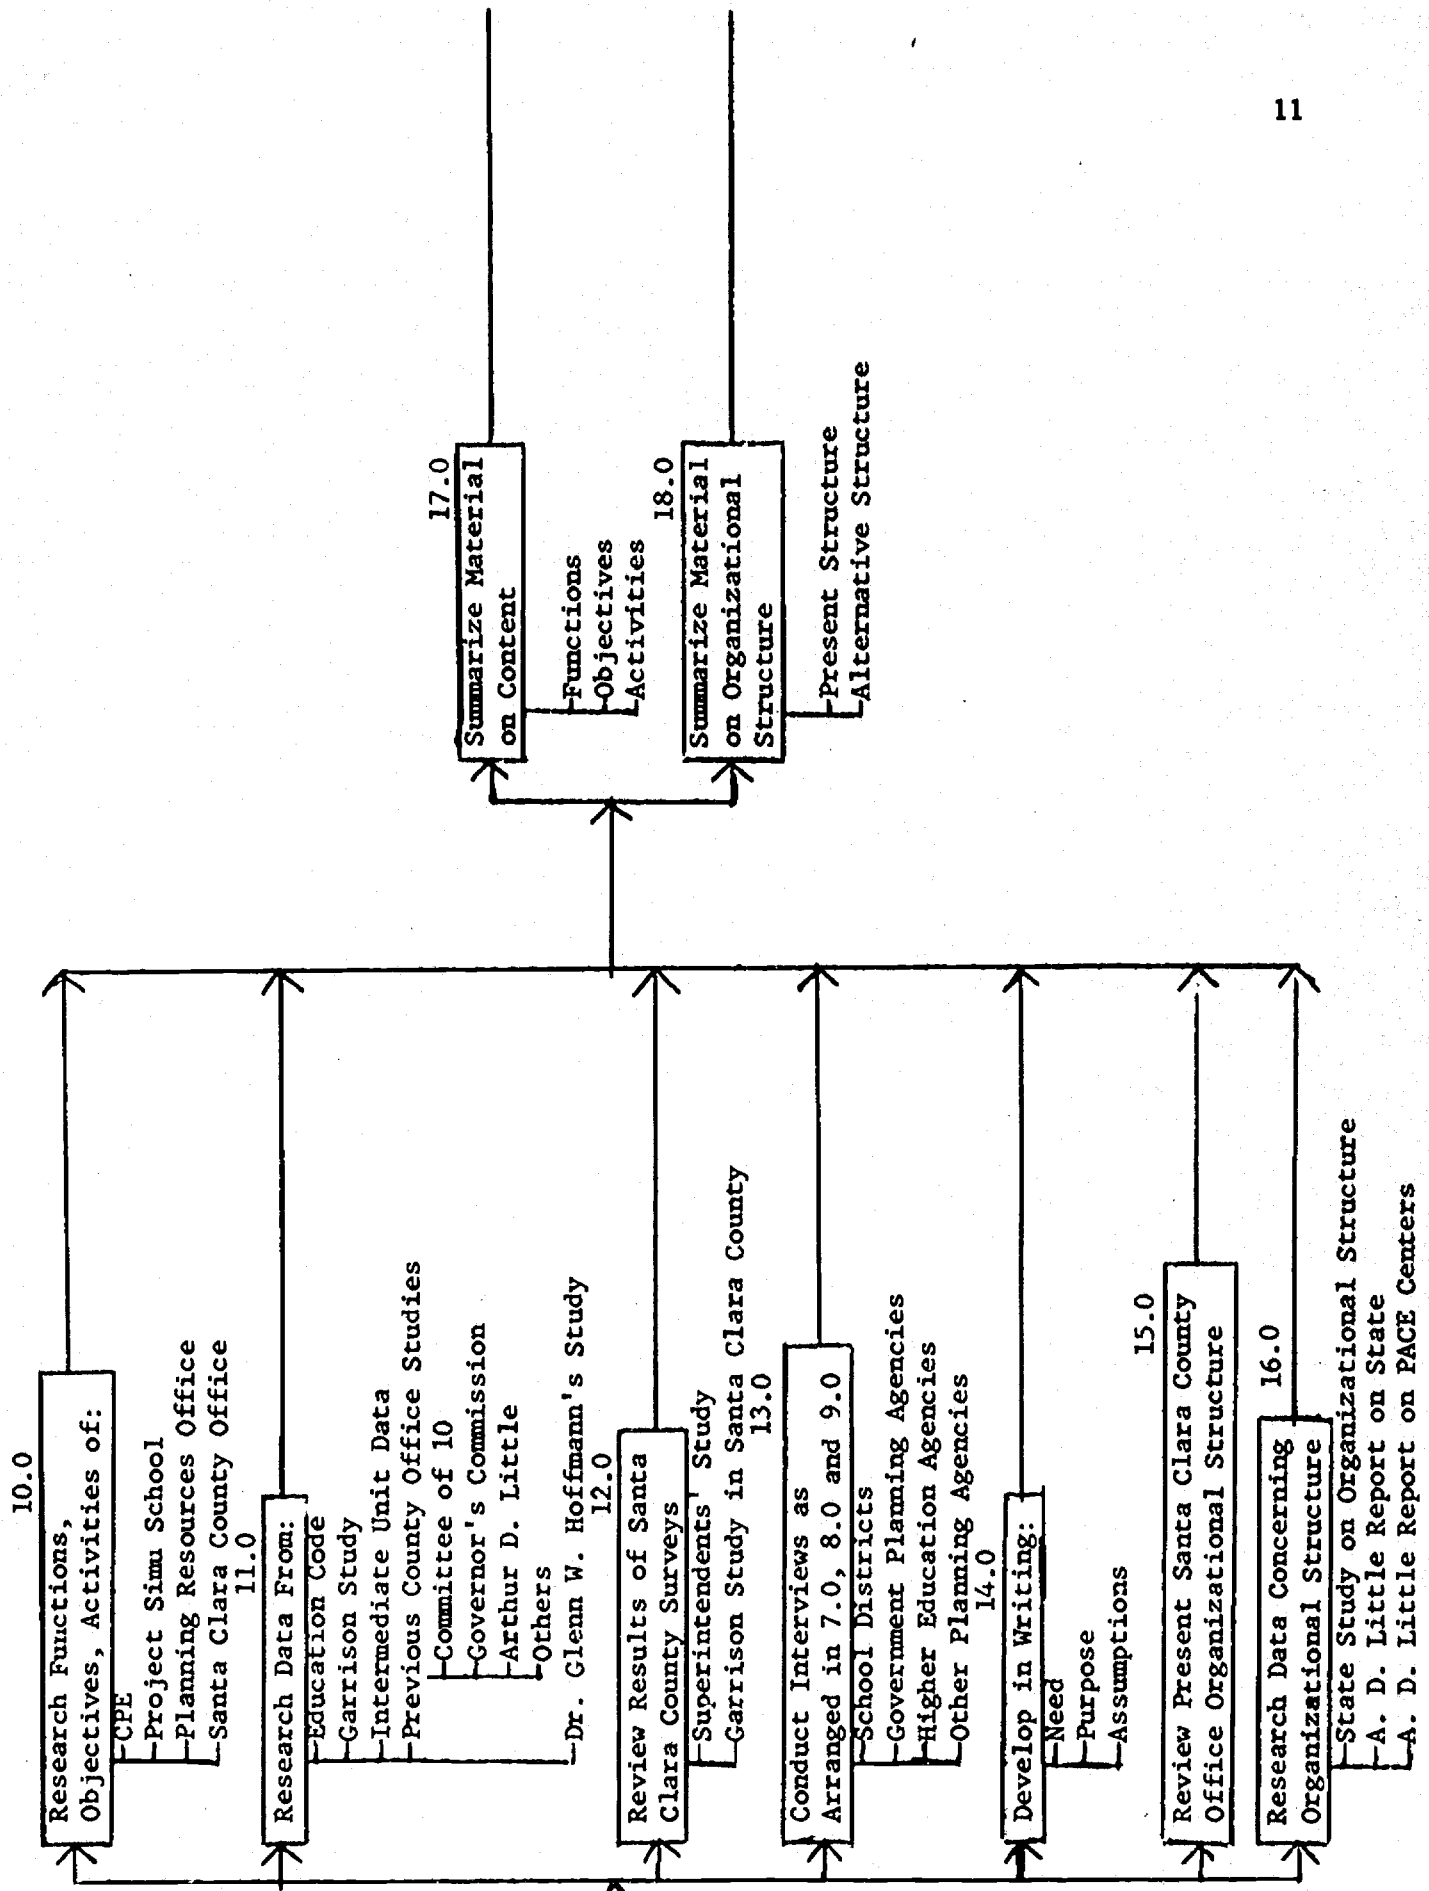 11
10.0
Research Functions,
Objectives, Activities of:
CPE
Project Simu School
Planning Resources Office
Santa Clara County Office
11.0
Research Data From:
Education Code
Garrison Study
Intermediate Unit Data
Previous County Office Studies
Committee of 10
Governor's Commission
Arthur D. Little
Others
Dr. Glenn W. Hoffmann's Study
12.0
Review Results of Santa
Clara County Surveys
Superintendents' Study
Garrison Study in Santa Clara County
13.0
Conduct Interviews as
Arranged in 7.0, 8.0 and 9.0
School Districts
Government Planning Agencies
Higher Education Agencies
Other Planning Agencies
14.0
Develop in Writing:
Need
Purpose
Assumptions
15.0
Review Present Santa Clara County
Office Organizational Structure
16.0
Research Data Concerning
Organizational Structure
State Study on Organizational Structure
A. D. Little Report on State
A. D. Little Report on PACE Centers
17.0
Summarize Material
on Content
Functions
Objectives
Activities
18.0
Summarize Material
on Organizational
Structure
Present Structure
Alternative Structure